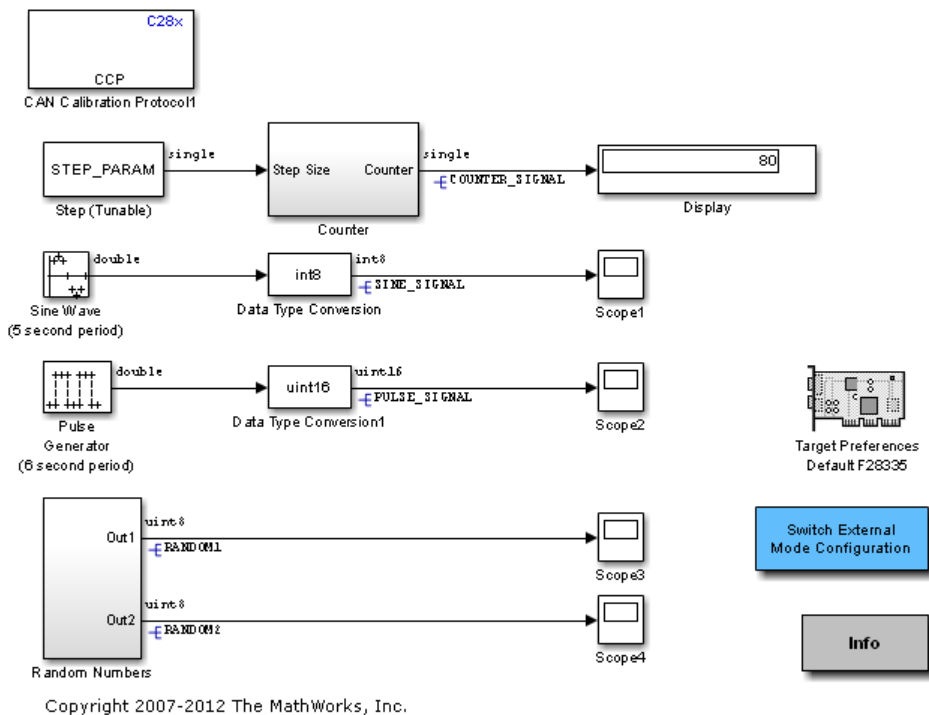 C28x
CCP
CAN Calibration Protocol1
STEP_PARAM
single
Step Size
Counter
single
COUNTER_SIGNAL
80
Step (Tunable)
Counter
Display
double
int8
int8
SINE_SIGNAL
Sine Wave
(5 second period)
Data Type Conversion
Scope1
double
uint16
uint16
PULSE_SIGNAL
Pulse
Generator
(6 second period)
Data Type Conversion1
Scope2
Target Preferences
Default F28335
Out1
uint8
RANDOM1
Scope3
Switch External
Mode Configuration
Out2
uint8
RANDOM2
Scope4
Info
Random Numbers
Copyright 2007-2012 The MathWorks, Inc.